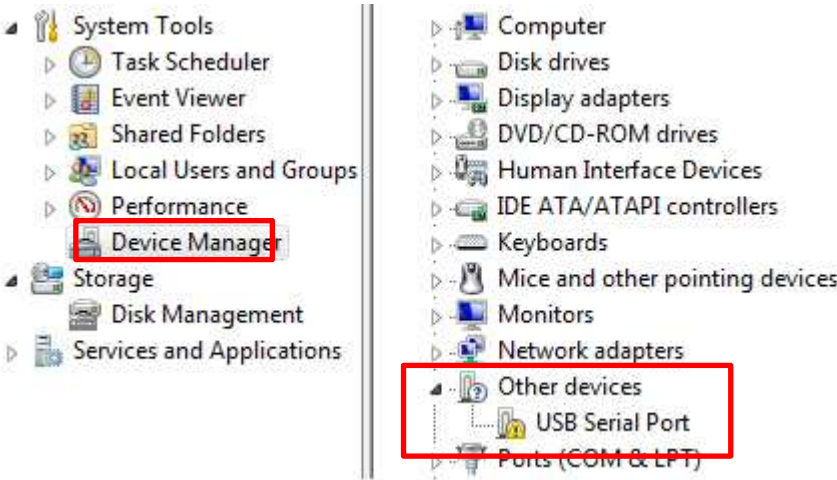 System Tools
Task Scheduler
Event Viewer
Shared Folders
Local Users and Groups
Performance
Device Manager
Storage
Disk Management
Services and Applications
Computer
Disk drives
Display adapters
DVD/CD-ROM drives
Human Interface Devices
IDE ATA/ATAPI controllers
Keyboards
Mice and other pointing devices
Monitors
Network adapters
Other devices
USB Serial Port
Ports (COM & LPT)